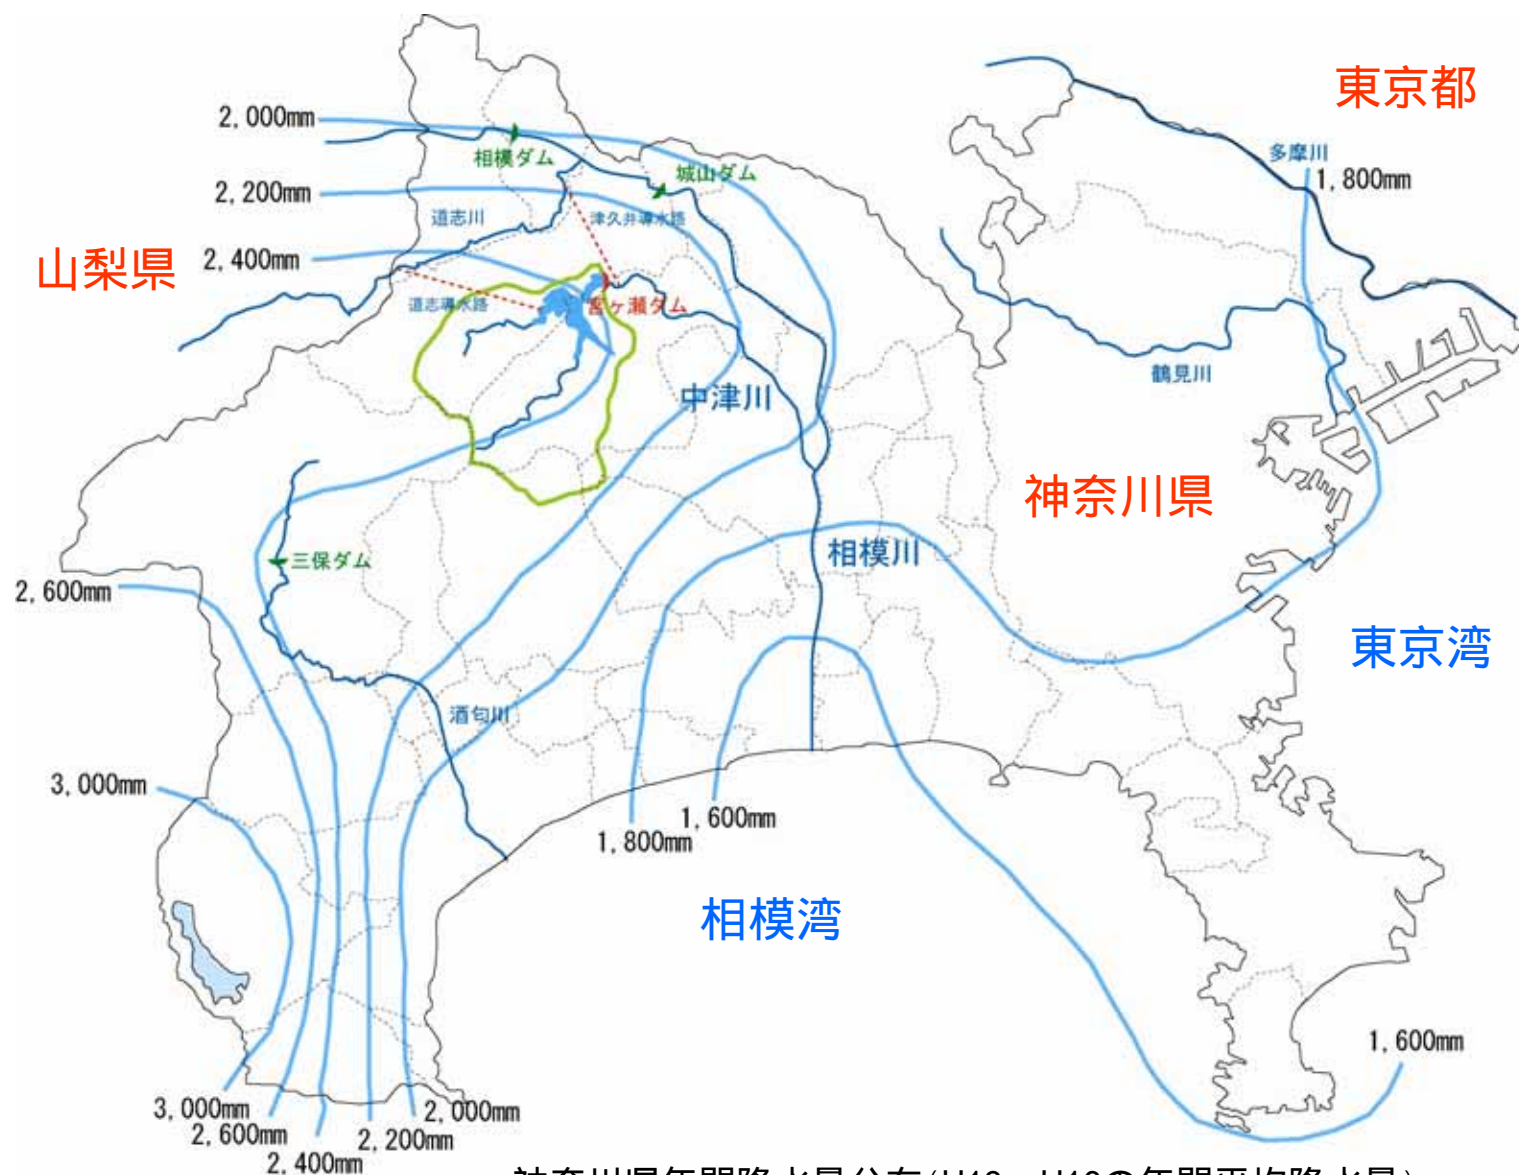 東京都
2,000mm
相模ダム
城山ダム
多摩川
1,800mm
2,200mm
道志川
津久井導水路
山梨県
2,400mm
道志導水路
宮ヶ瀬ダム
鶴見川
中津川
神奈川県
相模川
三保ダム
2,600mm
東京湾
酒匂川
3,000mm
1,600mm
1,800mm
相模湾
1,600mm
3,000mm
2,000mm
2,600mm
2,200mm
2,400mm